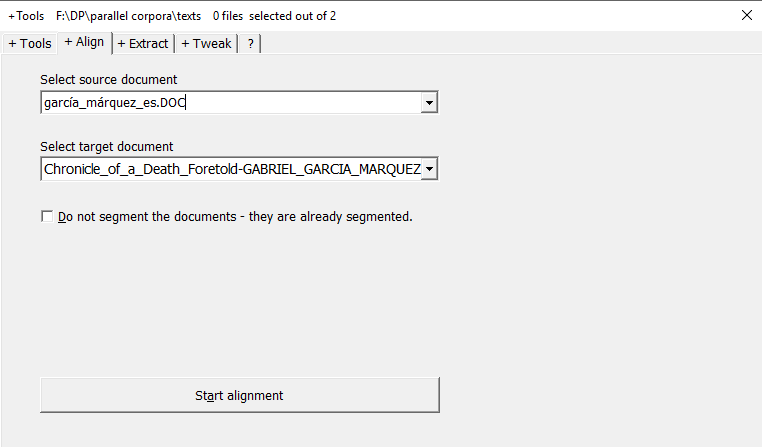 +Tools F:\DP\parallel corpora\texts 0 files selected out of 2
+ Tools + Align + Extract + Tweak ?
Select source document
garcía_márquez_es.DOC
Select target document
Chronicle_of_a_Death_Foretold-GABRIEL_GARCIA_MARQUEZ
Do not segment the documents - they are already segmented.
Start alignment